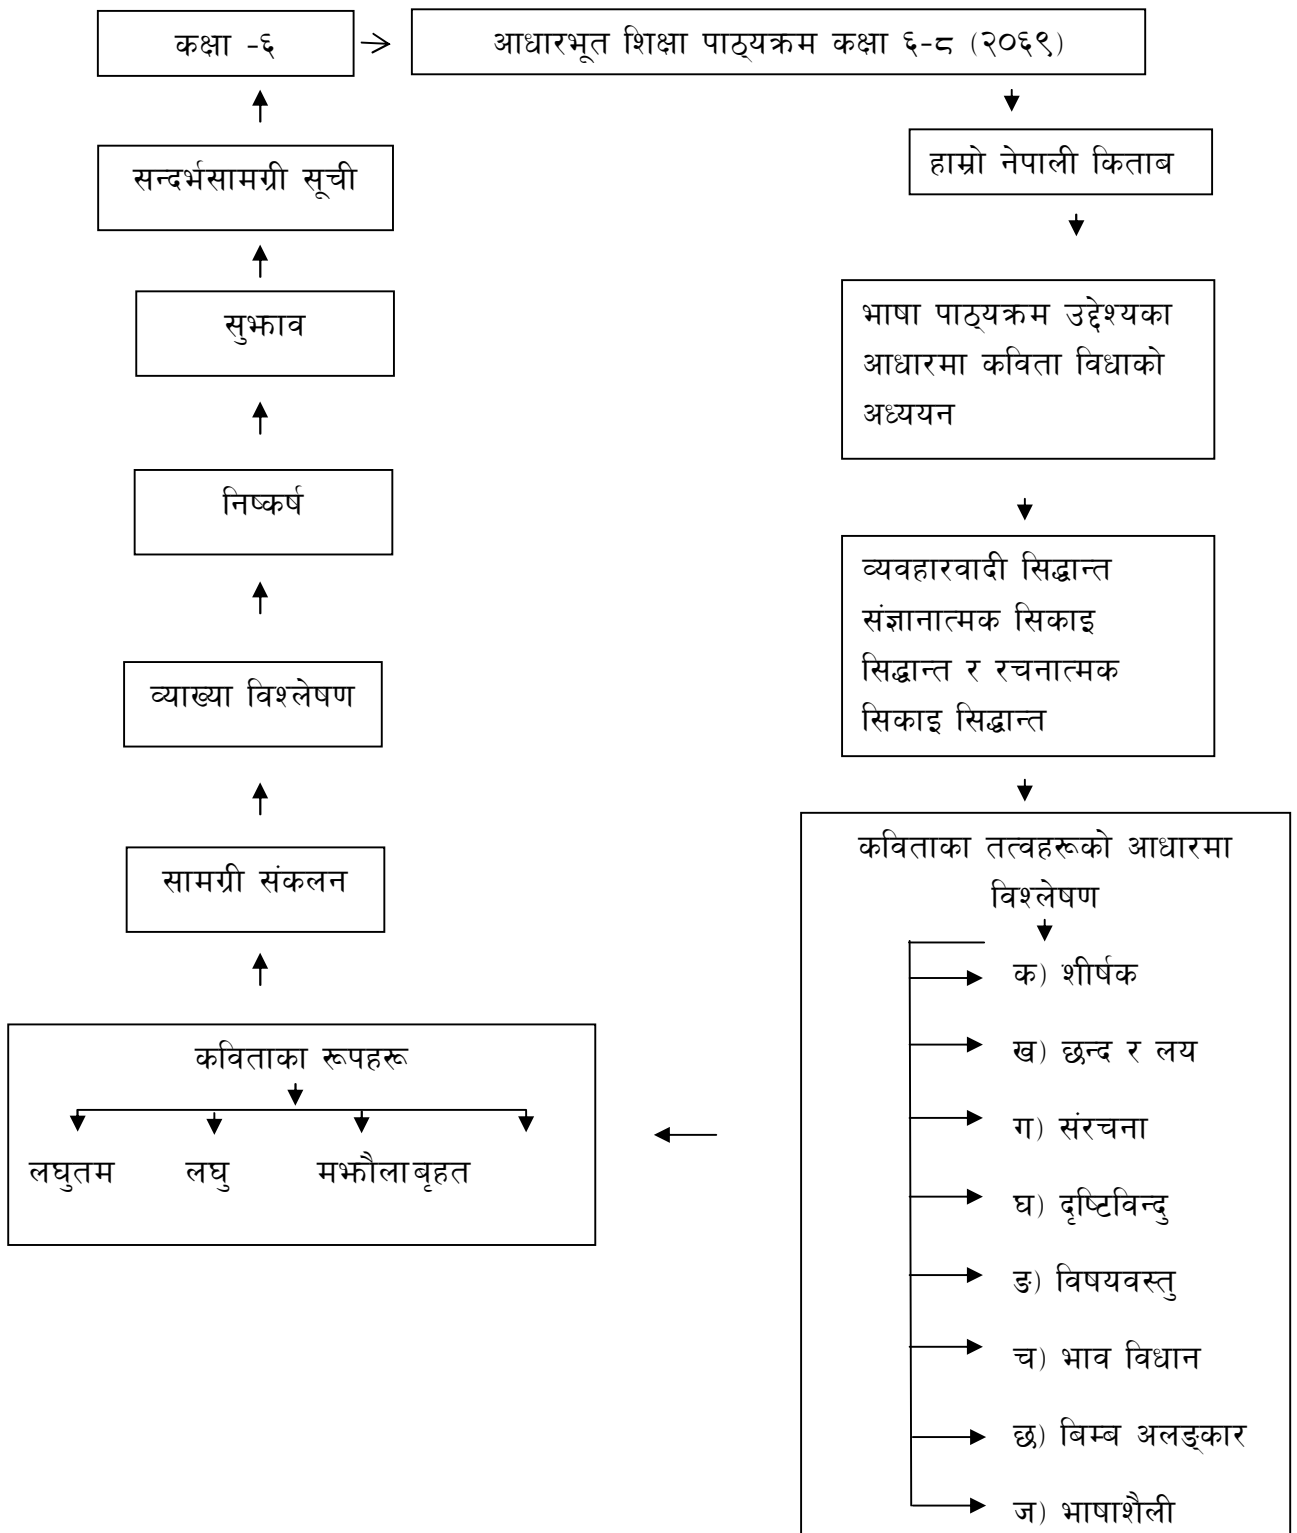 कक्षा -६
आधारभूत शिक्षा पाठ्यक्रम कक्षा ६-८ (२०६९)
हाम्रो नेपाली किताब
भाषा पाठ्यक्रम उद्देश्यका
आधारमा कविता विधाको
अध्ययन
व्यवहारवादी सिद्धान्त
संज्ञानात्मक सिकाइ
सिद्धान्त र रचनात्मक
सिकाइ सिद्धान्त
कविताका तत्वहरूको आधारमा
विश्लेषण
क) शीर्षक
ख) छन्द र लय
ग) संरचना
घ) दृष्टिविन्दु
ङ) विषयवस्तु
च) भाव विधान
छ) बिम्ब अलङ्कार
ज) भाषाशैली
कविताका रूपहरू
लघुतम लघु मझौला बृहत
सामग्री संकलन
व्याख्या विश्लेषण
निष्कर्ष
सुझाव
सन्दर्भसामग्री सूची